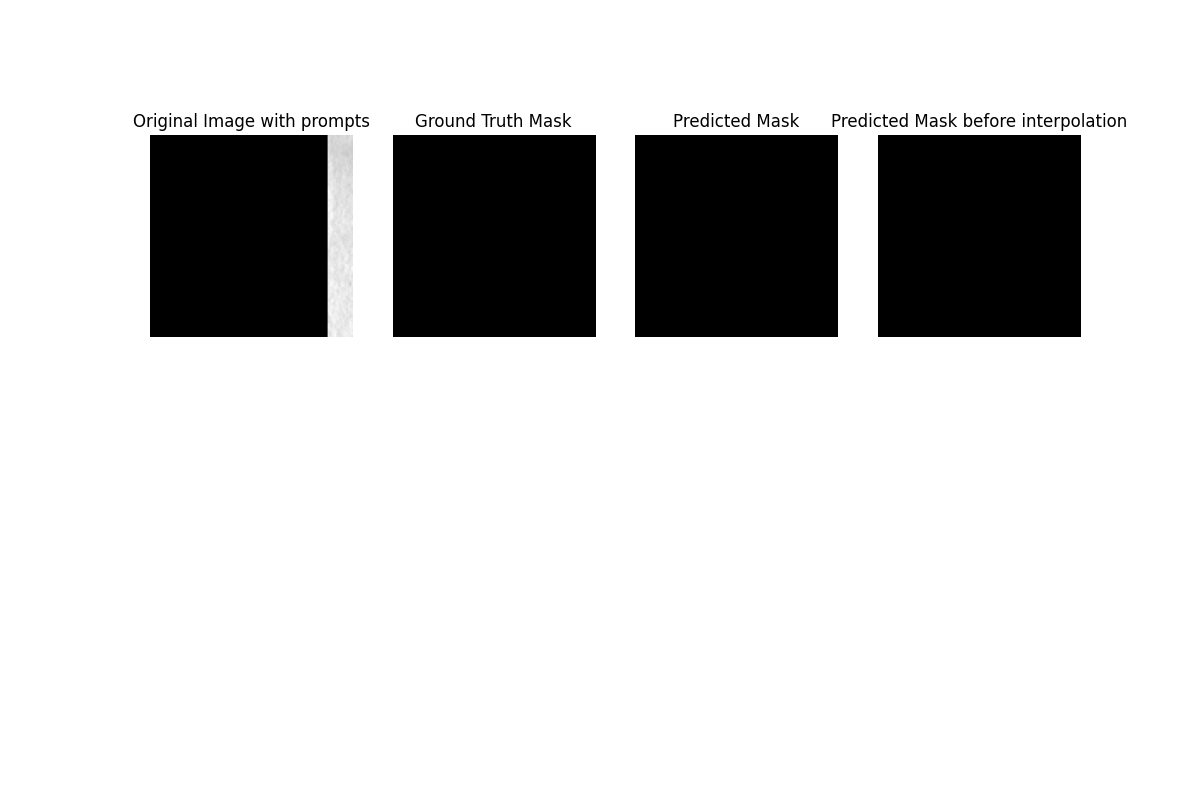 Original Image with prompts
Ground Truth Mask
Predicted Mask
Predicted Mask before interpolation